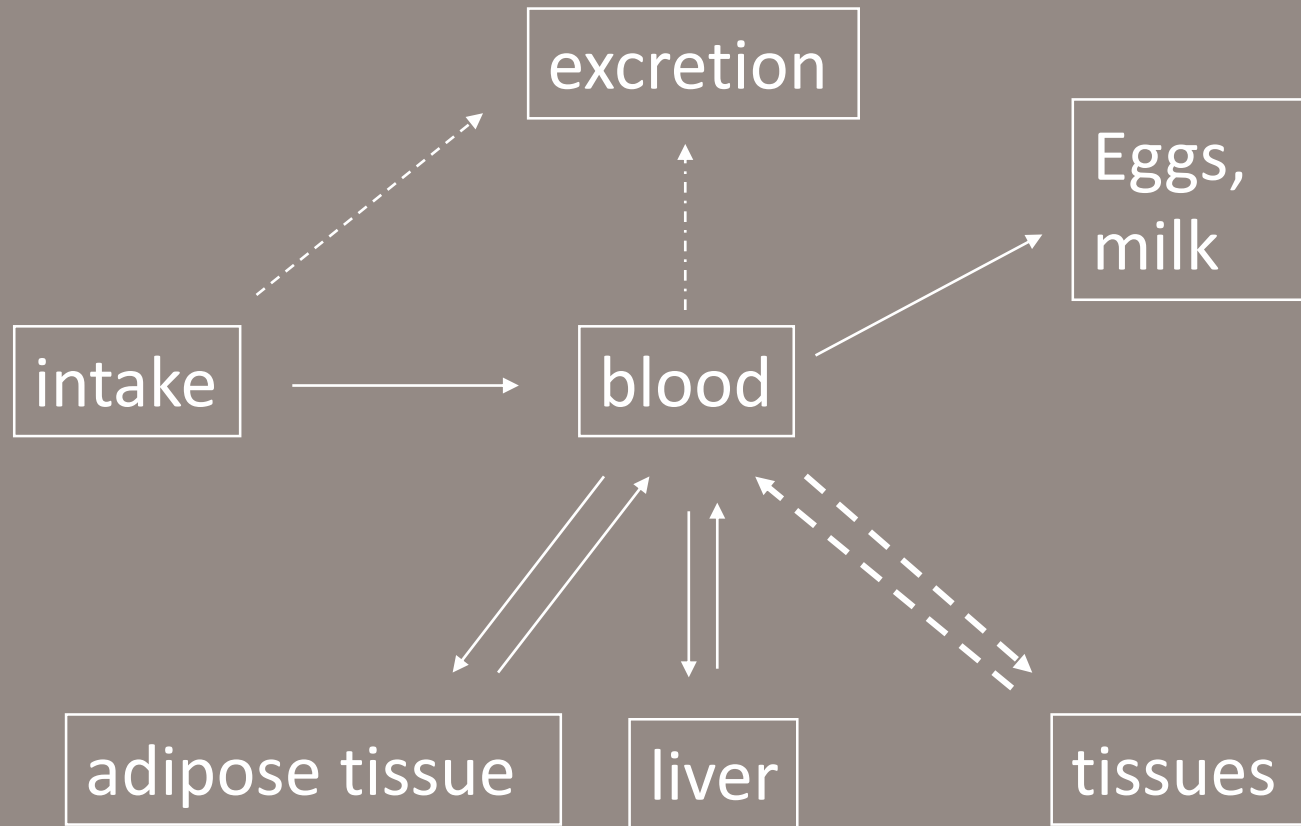 excretion
Eggs,
milk
intake
blood
adipose tissue
liver
tissues